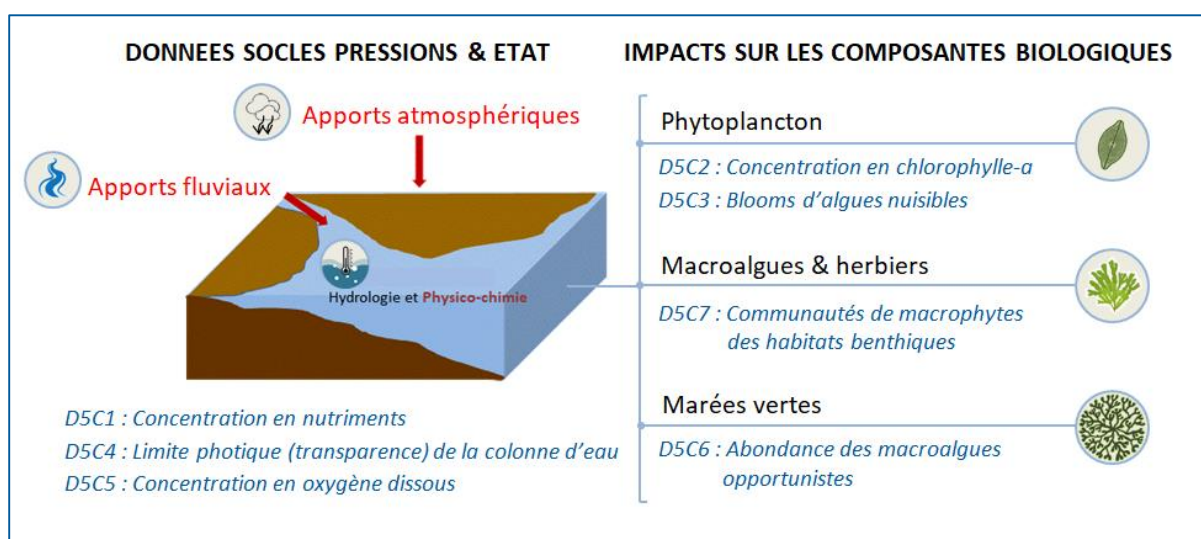 DONNEES SOCLES PRESSIONS & ETAT
Apports atmosphériques
Apports fluviaux
Hydrologie et Physico-chimie
D5C1 : Concentration en nutriments
D5C4 : Limite photique (transparence) de la colonne d'eau
D5C5 : Concentration en oxygène dissous
IMPACTS SUR LES COMPOSANTES BIOLOGIQUES
Phytoplancton
D5C2 : Concentration en chlorophylle-a
D5C3 : Blooms d'algues nuisibles
Macroalgues & herbiers
D5C7 : Communautés de macrophytes
des habitats benthiques
Marées vertes
D5C6 : Abondance des macroalgues
opportunistes